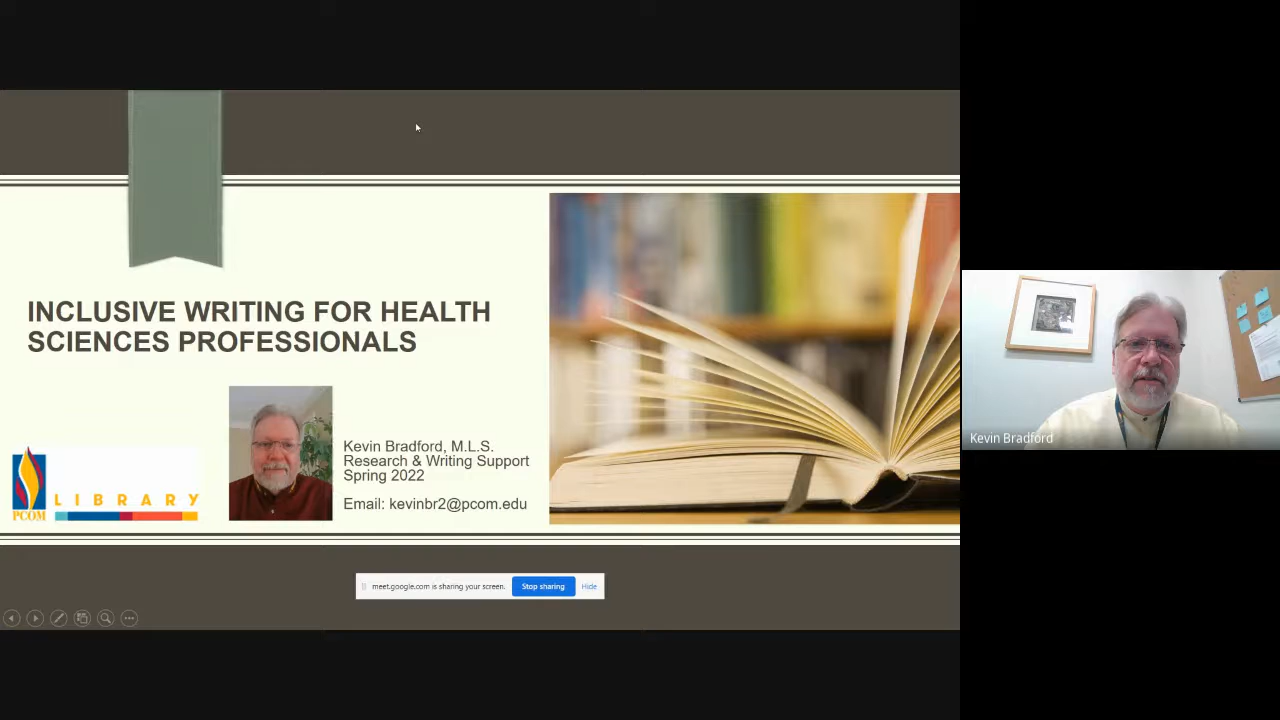 INCLUSIVE WRITING FOR HEALTH
SCIENCES PROFESSIONALS
Kevin Bradford, M.L.S.
Research & Writing Support
Spring 2022
Email: kevinbr2@pcom.edu
LIBRARY
PCOM
meet.google.com is sharing your screen.
Stop sharing
Hide
Kevin Bradford